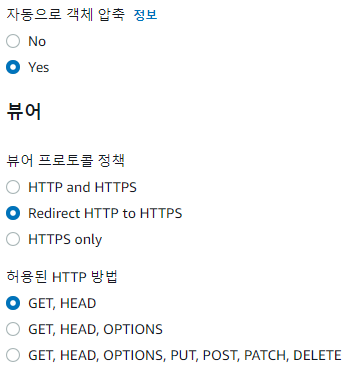 자동으로 객체 압축 정보
No
Yes
뷰어
뷰어 프로토콜 정책
HTTP and HTTPS
Redirect HTTP to HTTPS
HTTPS only
허용된 HTTP 방법
GET, HEAD
GET, HEAD, OPTIONS
GET, HEAD, OPTIONS, PUT, POST, PATCH, DELETE